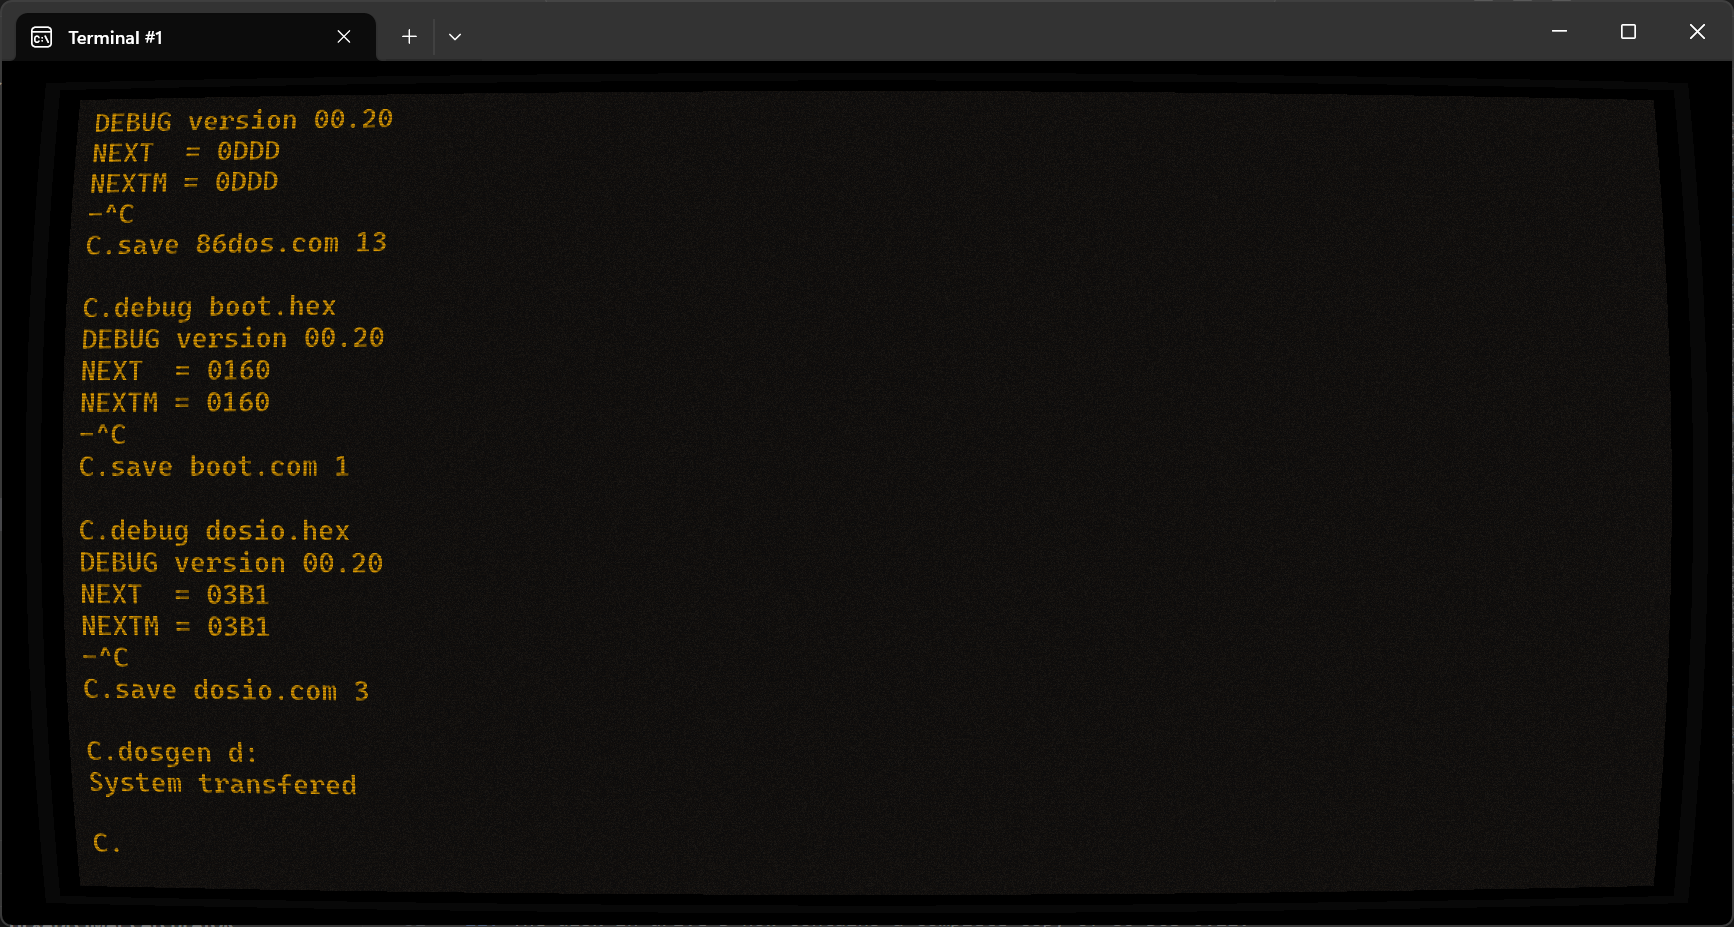 Terminal #1
DEBUG version 00.20
NEXT  = 0DDD
NEXTM = 0DDD
-^C
C.save 86dos.com 13
C.debug boot.hex
DEBUG version 00.20
NEXT  = 0160
NEXTM = 0160
-^C
C.save boot.com 1
C.debug dosio.hex
DEBUG version 00.20
NEXT  = 03B1
NEXTM = 03B1
-^C
C.save dosio.com 3
C.dosgen d:
System transfered
C.